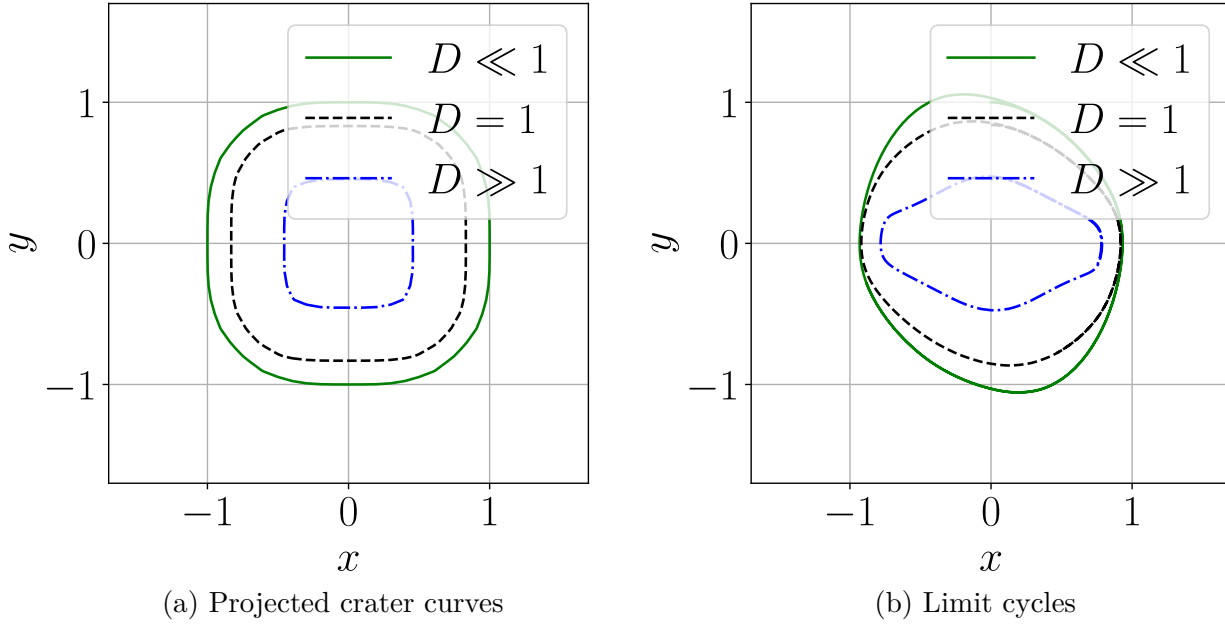 D ≪ 1
D = 1
D ≫ 1
1
0
−1
y
−1
0
1
x
(a) Projected crater curves
D ≪ 1
D = 1
D ≫ 1
1
0
−1
y
−1
0
1
x
(b) Limit cycles